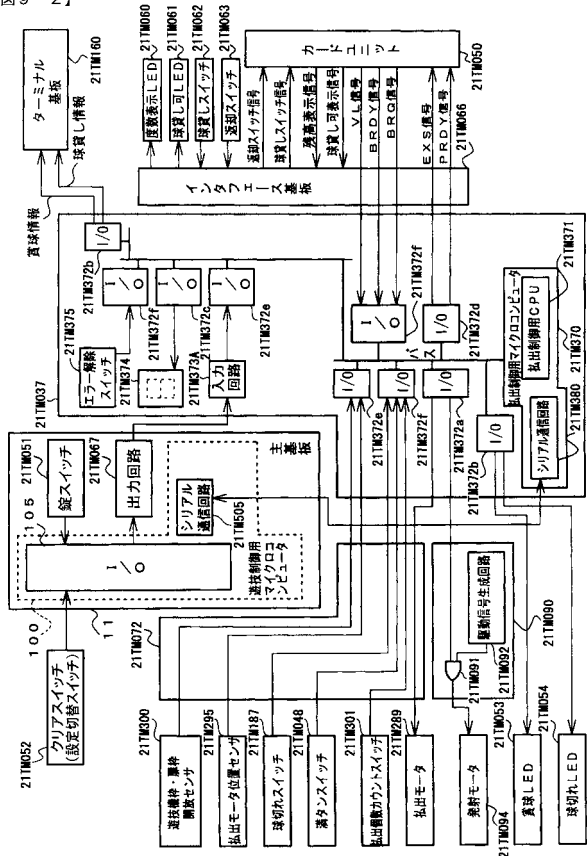 【図9-2】
ターミナル
基板
21TM160
賞球情報
球貸し情報
21TM060
21TM061
21TM062
21TM063
度数表示LED
球貸し可LED
球貸しスイッチ
返却スイッチ
カードユニット
21TM050
返却スイッチ信号
球貸しスイッチ信号
残高表示信号
球貸し可表示信号
VL信号
BRDY信号
BRQ信号
EXS信号
PRDY信号
インタフェース基板
21TM066
21TM037
I/O
21TM372b
21TM375
エラー解除
スイッチ
21TM374
I/O
21TM372f
I/O
21TM372c
21TM373A
入力
回路
I/O
21TM372e
I/O
21TM372f
I/O
21TM372d
バス
I/O
21TM372e
I/O
21TM372f
I/O
21TM372a
I/O
21TM372b
払出制御用マイクロコンピュータ
払出制御用CPU
21TM371
21TM370
シリアル通信回路
21TM380
主基板
21TM051
錠スイッチ
21TM067
出力回路
105
I/O
シリアル
通信回路
21TM505
遊技制御用
マイクロコ
ンピュータ
100
11
21TM052
クリアスイッチ
(設定切替スイッチ)
21TM072
21TM300
遊技機枠・扉枠
開放センサ
21TM295
払出モータ位置センサ
21TM187
球切れスイッチ
21TM048
満タンスイッチ
21TM301
払出個数カウントスイッチ
21TM289
払出モータ
駆動信号生成回路
21TM091
21TM092
21TM090
発射モータ
21TM094
21TM053
賞球LED
21TM054
球切れLED